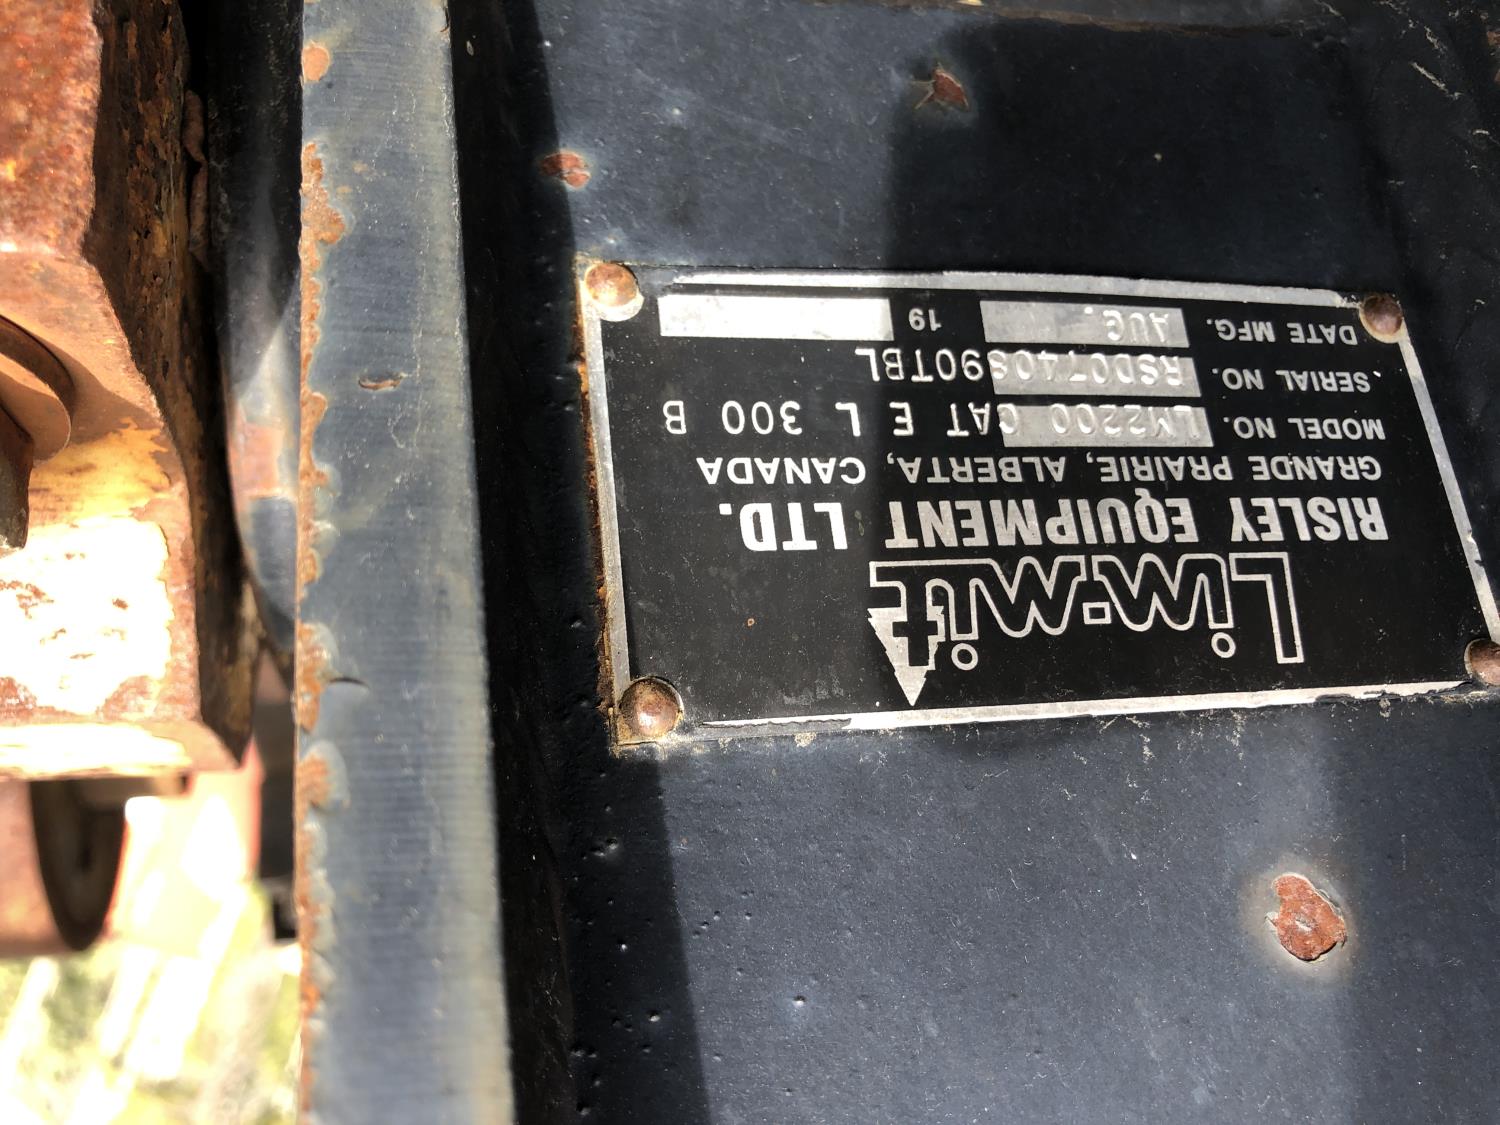 Lim-mit
RISLEY EQUIPMENT LTD.
GRANDE PRAIRIE, ALBERTA, CANADA
MODEL NO. LM2200 CAT E L 300 B
SERIAL NO. RSD0740890TBL
DATE MFG. AUG. 19